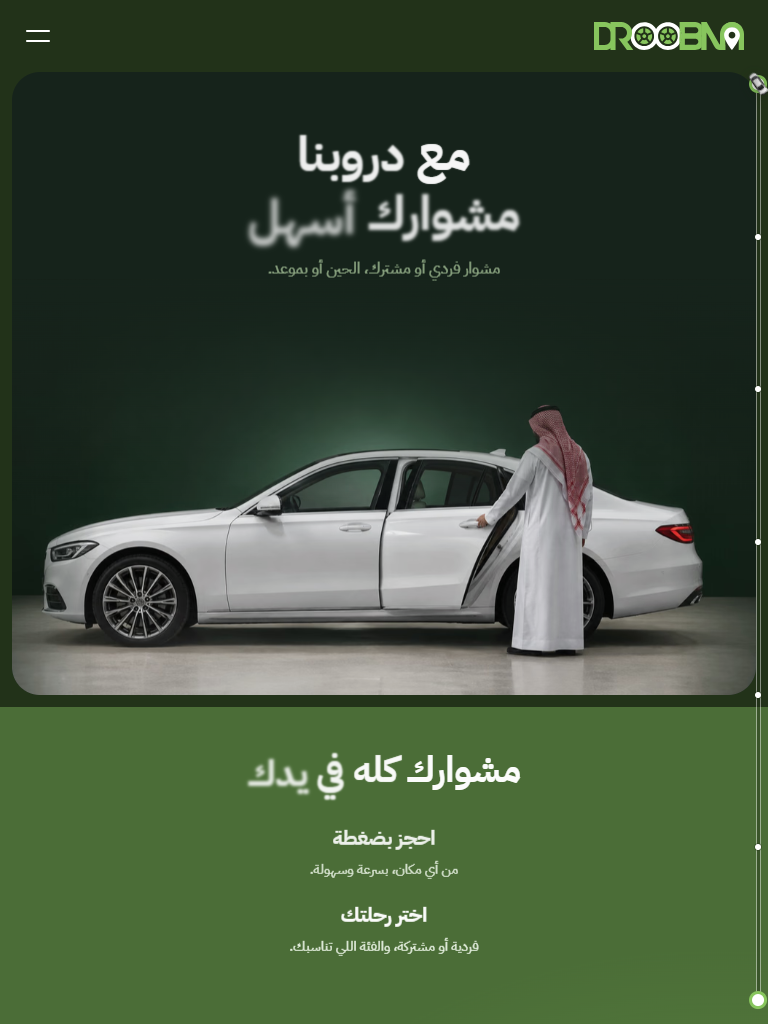 DROOBNA
مع دروبنا
مشوارك أسهل
مشوار فردي أو مشترك، الحين أو بموعد.
مشوارك كله في يدك
احجز بضغطة
من أي مكان، بسرعة وسهولة.
اختر رحلتك
فردية أو مشتركة، والفئة اللي تناسبك.